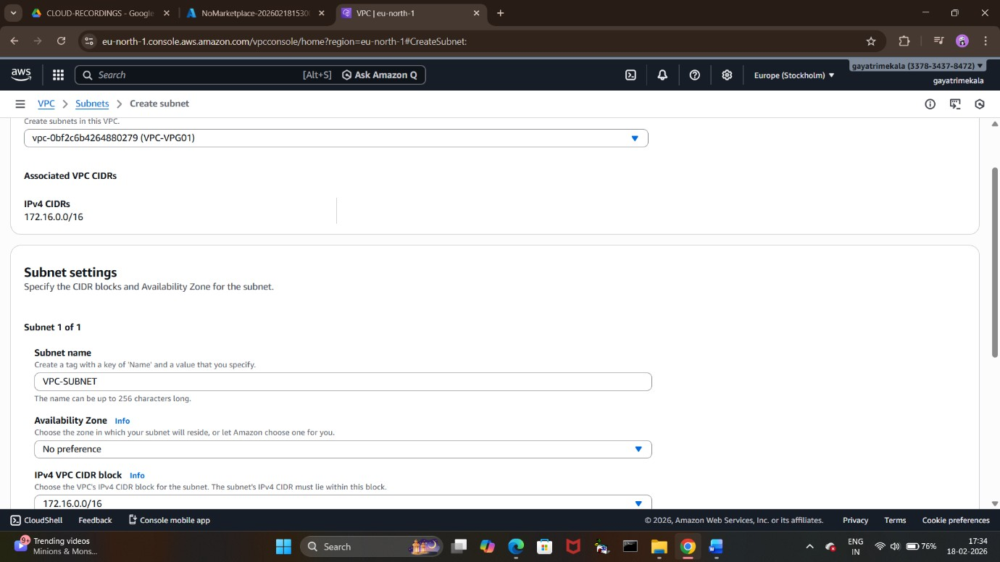 CLOUD-RECORDINGS - Google
NoMarketplace-202602181530
VPC | eu-north-1
eu-north-1.console.aws.amazon.com/vpcconsole/home?region=eu-north-1#CreateSubnet:
aws
Search
[Alt+S]
Ask Amazon Q
Europe (Stockholm)
gayatrimekala (3378-3437-8472)
gayatrimekala
VPC
Subnets
Create subnet
Create subnets in this VPC.
vpc-0bf2c6b4264880279 (VPC-VPG01)
Associated VPC CIDRs
IPv4 CIDRs
172.16.0.0/16
Subnet settings
Specify the CIDR blocks and Availability Zone for the subnet.
Subnet 1 of 1
Subnet name
Create a tag with a key of 'Name' and a value that you specify.
VPC-SUBNET
The name can be up to 256 characters long.
Availability Zone Info
Choose the zone in which your subnet will reside, or let Amazon choose one for you.
No preference
IPv4 VPC CIDR block Info
Choose the VPC's IPv4 CIDR block for the subnet. The subnet's IPv4 CIDR must lie within this block.
172.16.0.0/16
CloudShell
Feedback
Console mobile app
© 2026, Amazon Web Services, Inc. or its affiliates.
Privacy
Terms
Cookie preferences
9+
Trending videos
Minions & Mons...
Search
ENG
IN
76%
17:34
18-02-2026